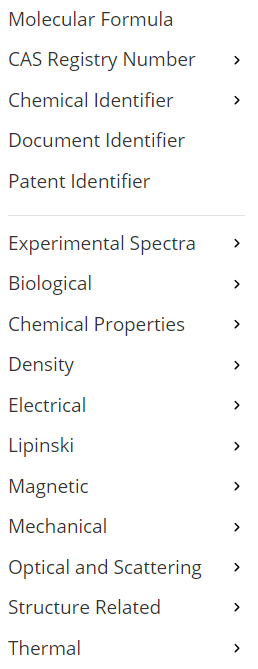 Molecular Formula
CAS Registry Number
Chemical Identifier
Document Identifier
Patent Identifier
Experimental Spectra
Biological
Chemical Properties
Density
Electrical
Lipinski
Magnetic
Mechanical
Optical and Scattering
Structure Related
Thermal